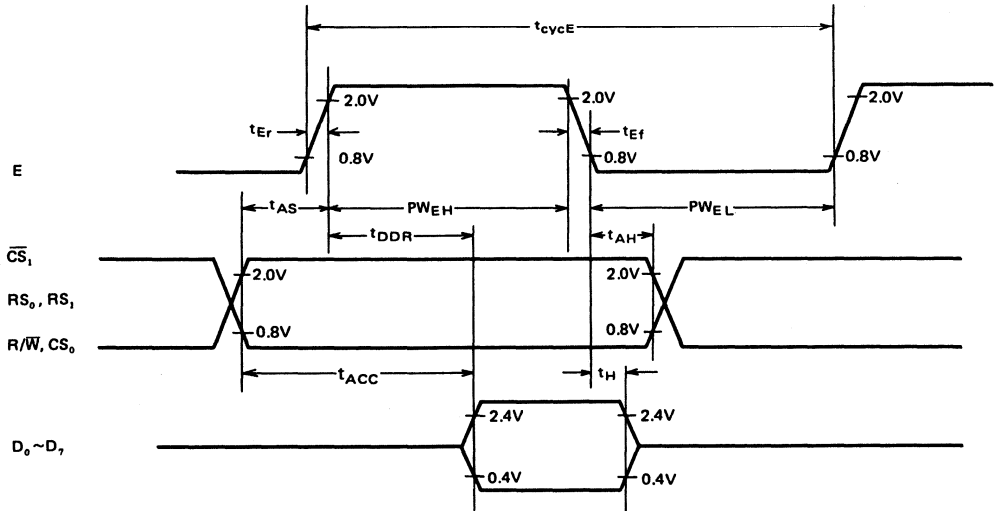 tcycE
2.0V 2.0V 2.0V
tEr tEf
0.8V 0.8V 0.8V
E
tAS PWEH PWEL
tDDR tAH
C̅S̅₁
2.0V 2.0V
RS₀, RS₁
0.8V 0.8V
R/W̅, CS₀
tACC tH
2.4V 2.4V
D₀~D₇
0.4V 0.4V